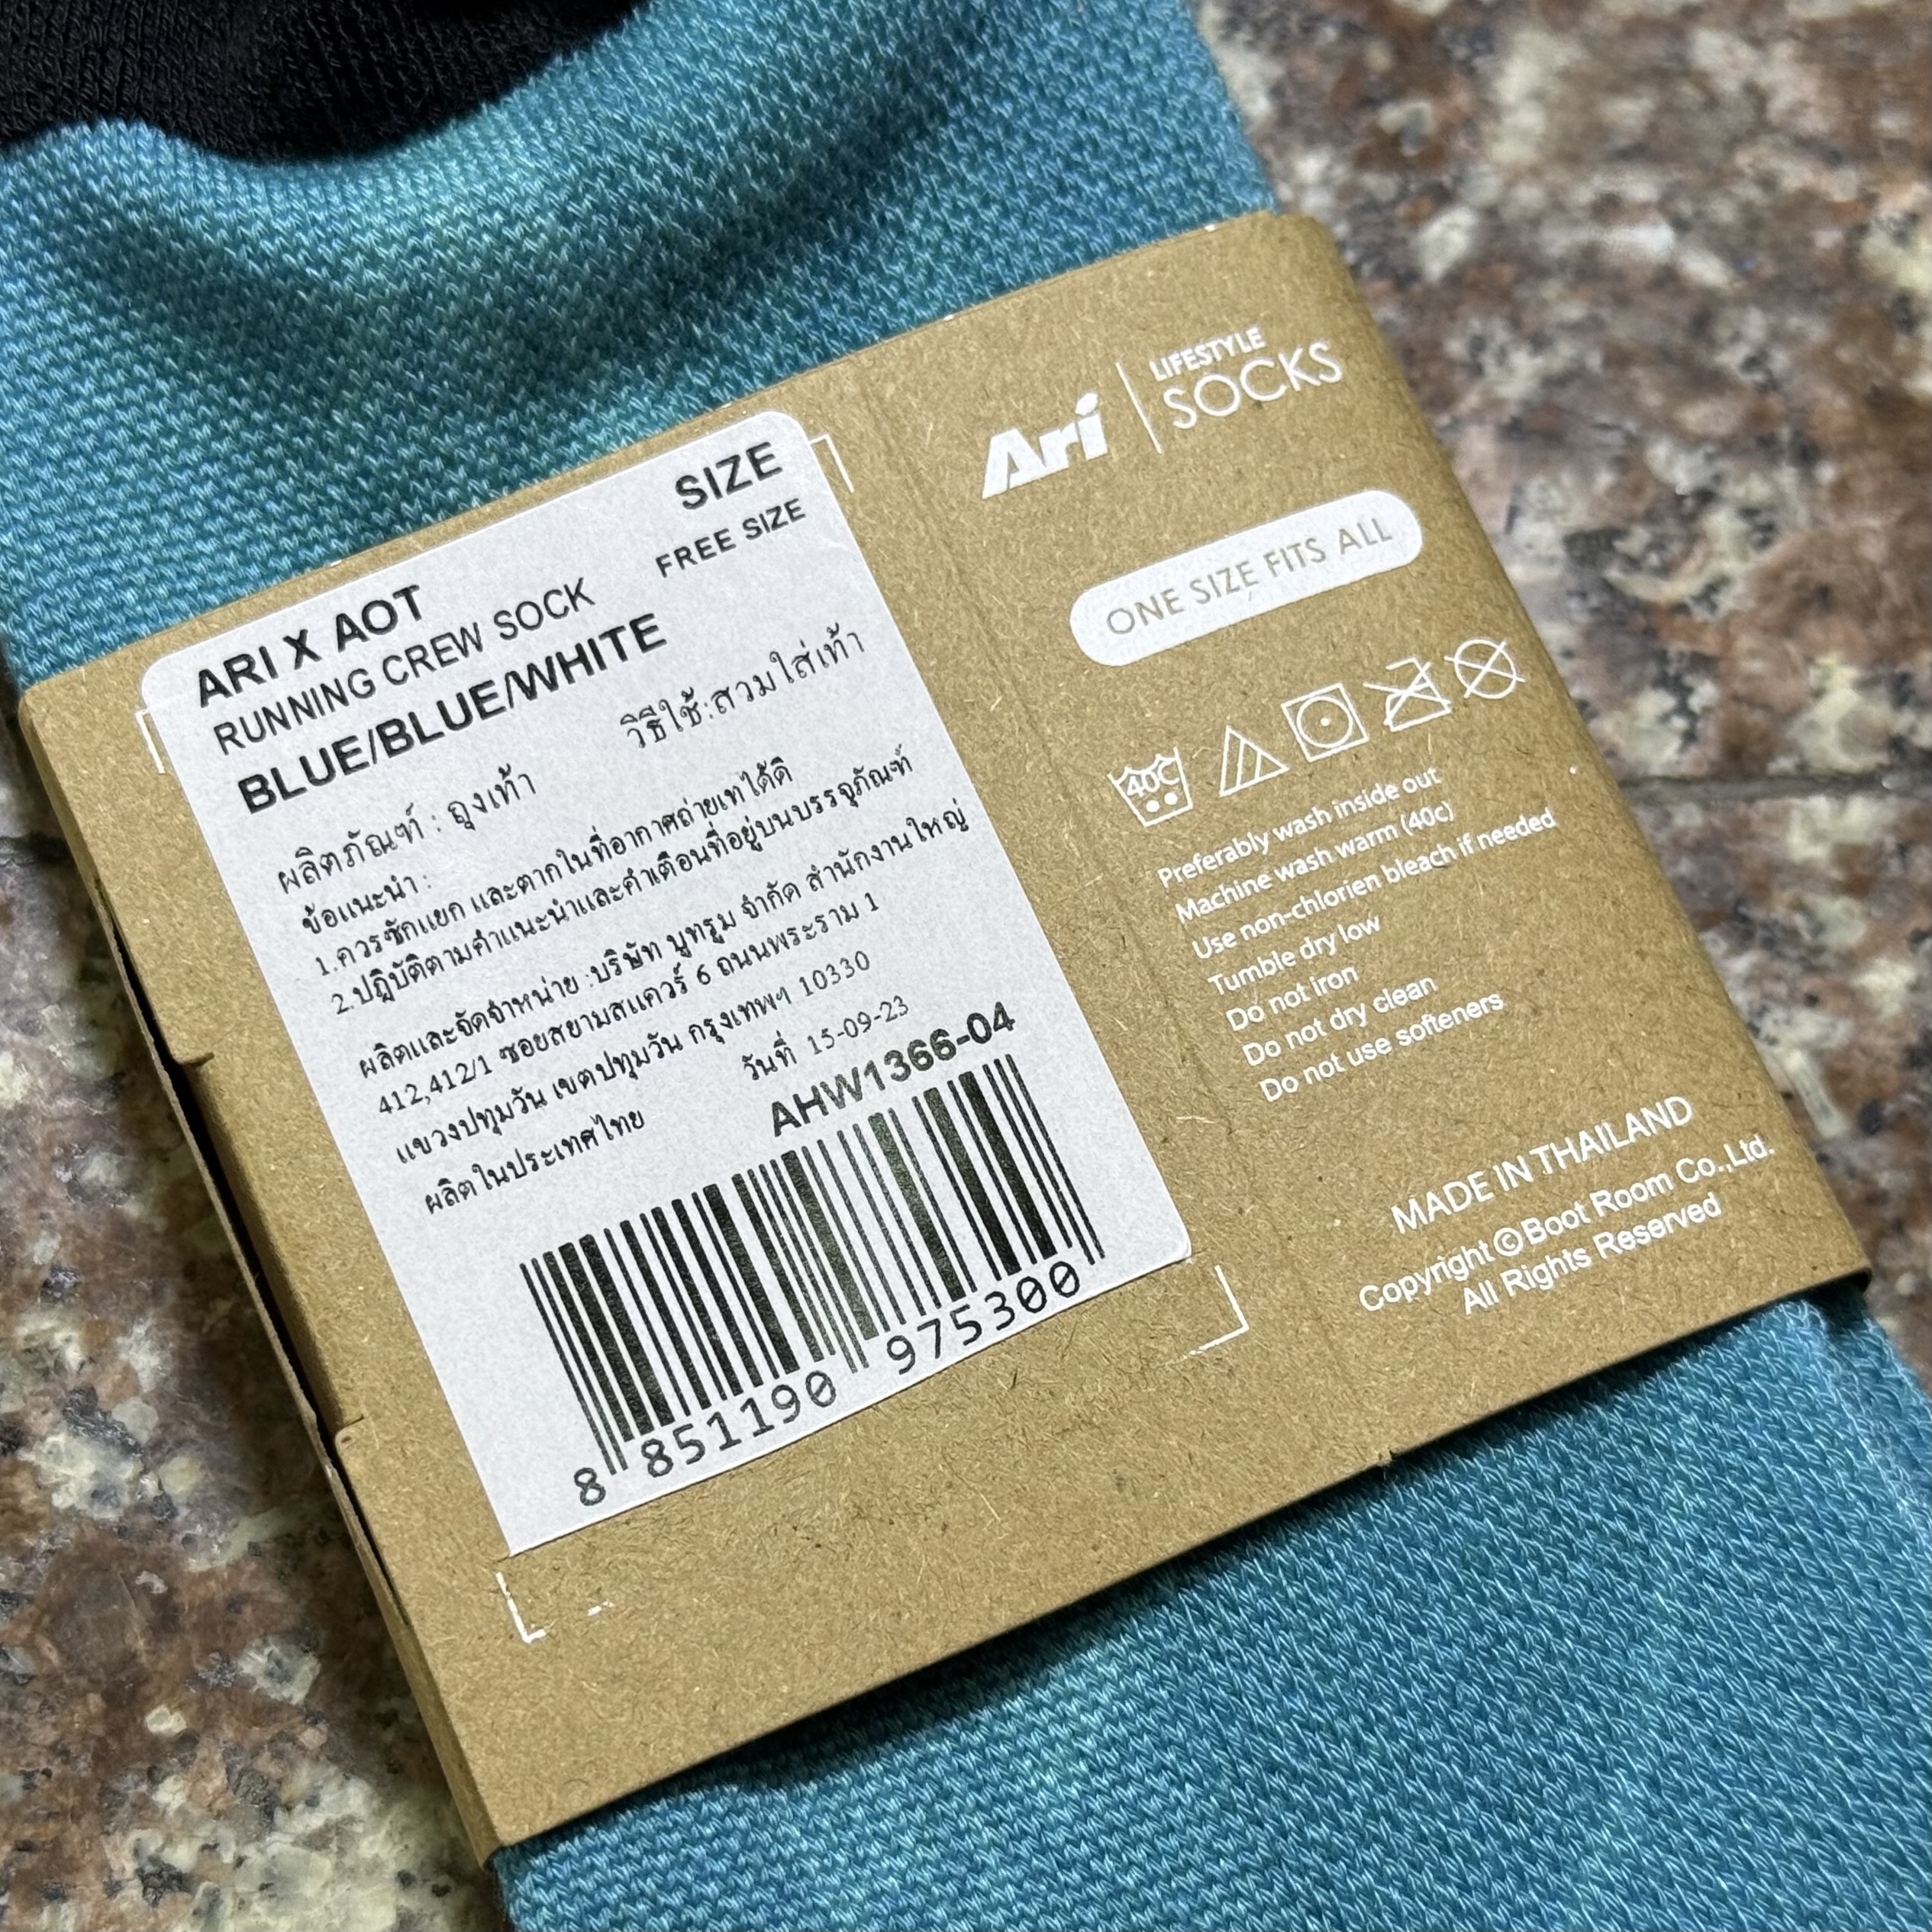 ARI X AOT
RUNNING CREW SOCK
BLUE/BLUE/WHITE
SIZE
FREE SIZE
ผลิตภัณฑ์ : ถุงเท้า
วิธีใช้:สวมใส่เท้า
ข้อแนะนำ :
1.ควรซักแยก และตากในที่อากาศถ่ายเทได้ดี
2.ปฏิบัติตามคำแนะนำและคำเตือนที่อยู่บนบรรจุภัณฑ์
ผลิตและจัดจำหน่าย :บริษัท บูทรูม จำกัด สำนักงานใหญ่
412,412/1 ซอยสยามสแควร์ 6 ถนนพระราม 1
แขวงปทุมวัน เขตปทุมวัน กรุงเทพฯ 10330
ผลิตในประเทศไทย
วันที่ 15-09-23
AHW1366-04
8 851190 975300
Ari
LIFESTYLE
SOCKS
ONE SIZE FITS ALL
40C
Preferably wash inside out
Machine wash warm (40c)
Use non-chlorien bleach if needed
Tumble dry low
Do not iron
Do not dry clean
Do not use softeners
MADE IN THAILAND
Copyright © Boot Room Co.,Ltd.
All Rights Reserved